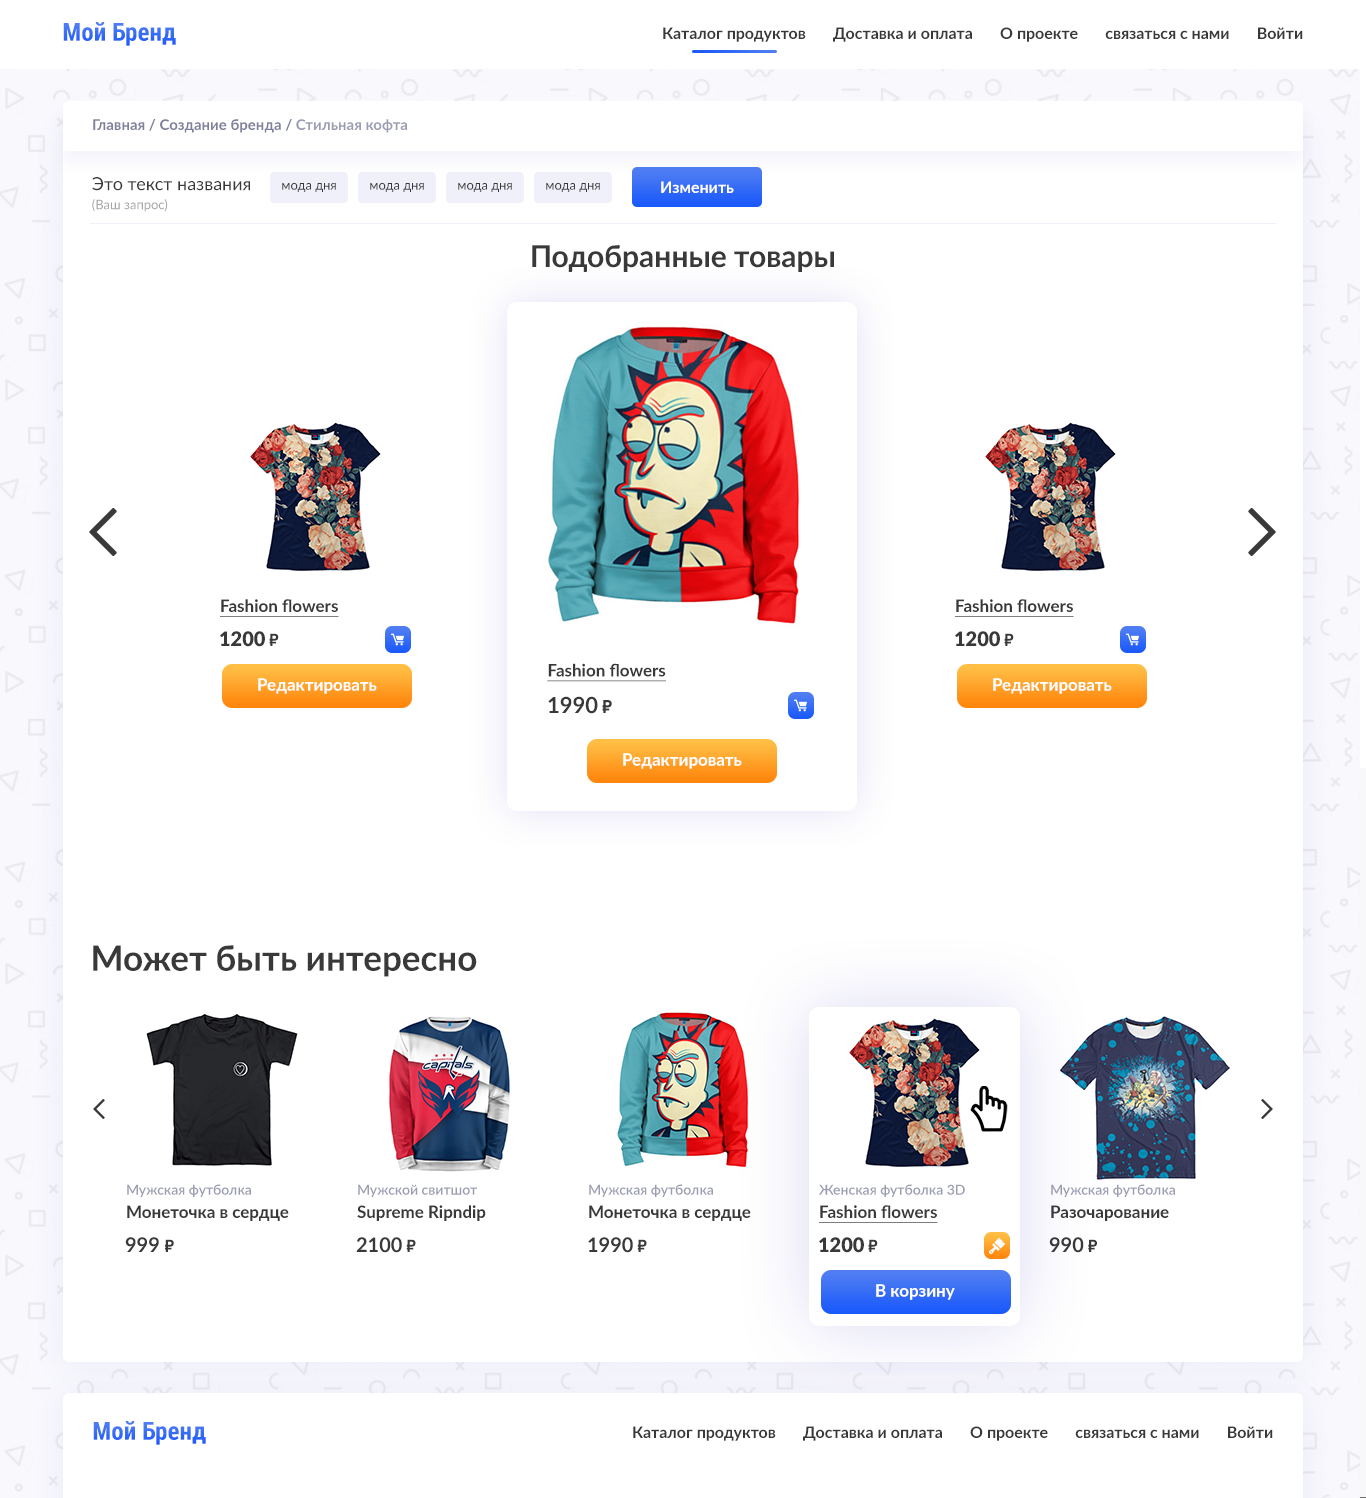 Мой Бренд
Каталог продуктов Доставка и оплата О проекте связаться с нами Войти
Главная / Создание бренда / Стильная кофта
Это текст названия
(Ваш запрос)
мода дня мода дня мода дня мода дня
Изменить
Подобранные товары
Fashion flowers
1200 ₽
Редактировать
Fashion flowers
1990 ₽
Редактировать
Fashion flowers
1200 ₽
Редактировать
Может быть интересно
capitals
Мужская футболка
Монеточка в сердце
999 ₽
Мужской свитшот
Supreme Ripndip
2100 ₽
Мужская футболка
Монеточка в сердце
1990 ₽
Женская футболка 3D
Fashion flowers
1200 ₽
В корзину
Мужская футболка
Разочарование
990 ₽
Мой Бренд
Каталог продуктов Доставка и оплата О проекте связаться с нами Войти